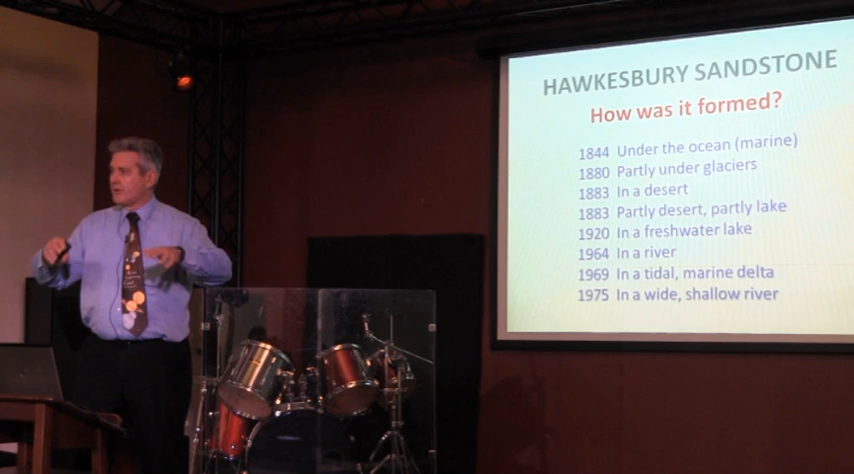 HAWKESBURY SANDSTONE
How was it formed?
1844 Under the ocean (marine)
1880 Partly under glaciers
1883 In a desert
1883 Partly desert, partly lake
1920 In a freshwater lake
1964 In a river
1969 In a tidal, marine delta
1975 In a wide, shallow river